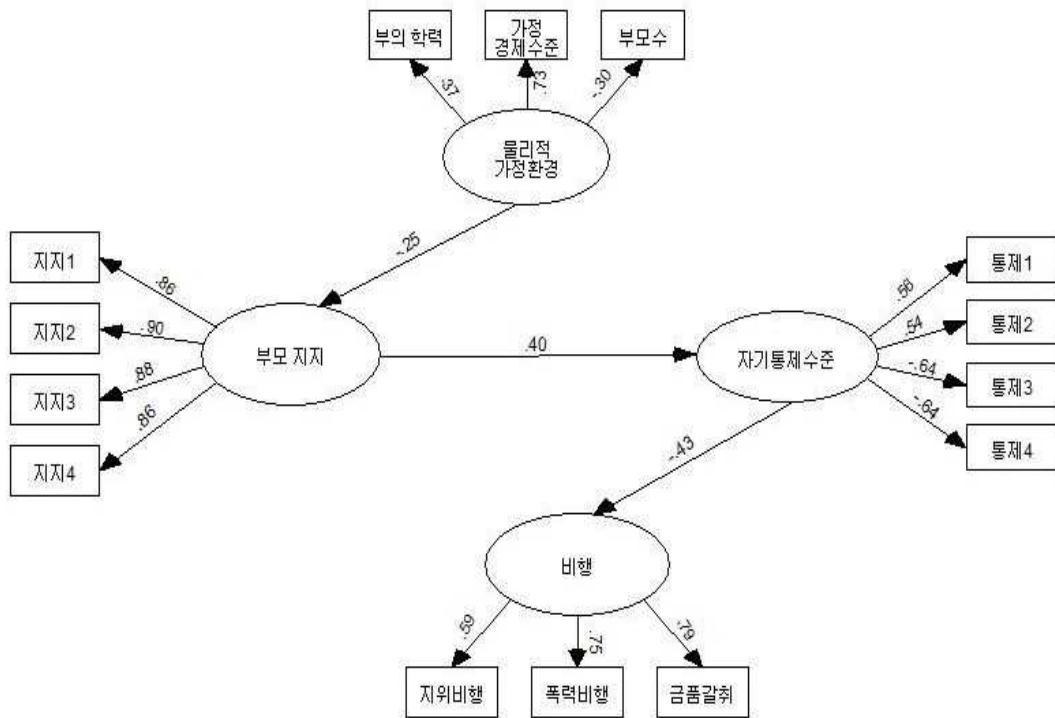 부의 학력
가정
경제수준
부모수
.37
.73
-.30
물리적
가정환경
-.25
지지1
지지2
지지3
지지4
.86
.90
.88
.86
부모 지지
.40
자기통제수준
.56
.54
-.64
-.64
통제1
통제2
통제3
통제4
-.43
비행
.59
.75
.79
지위비행
폭력비행
금품갈취